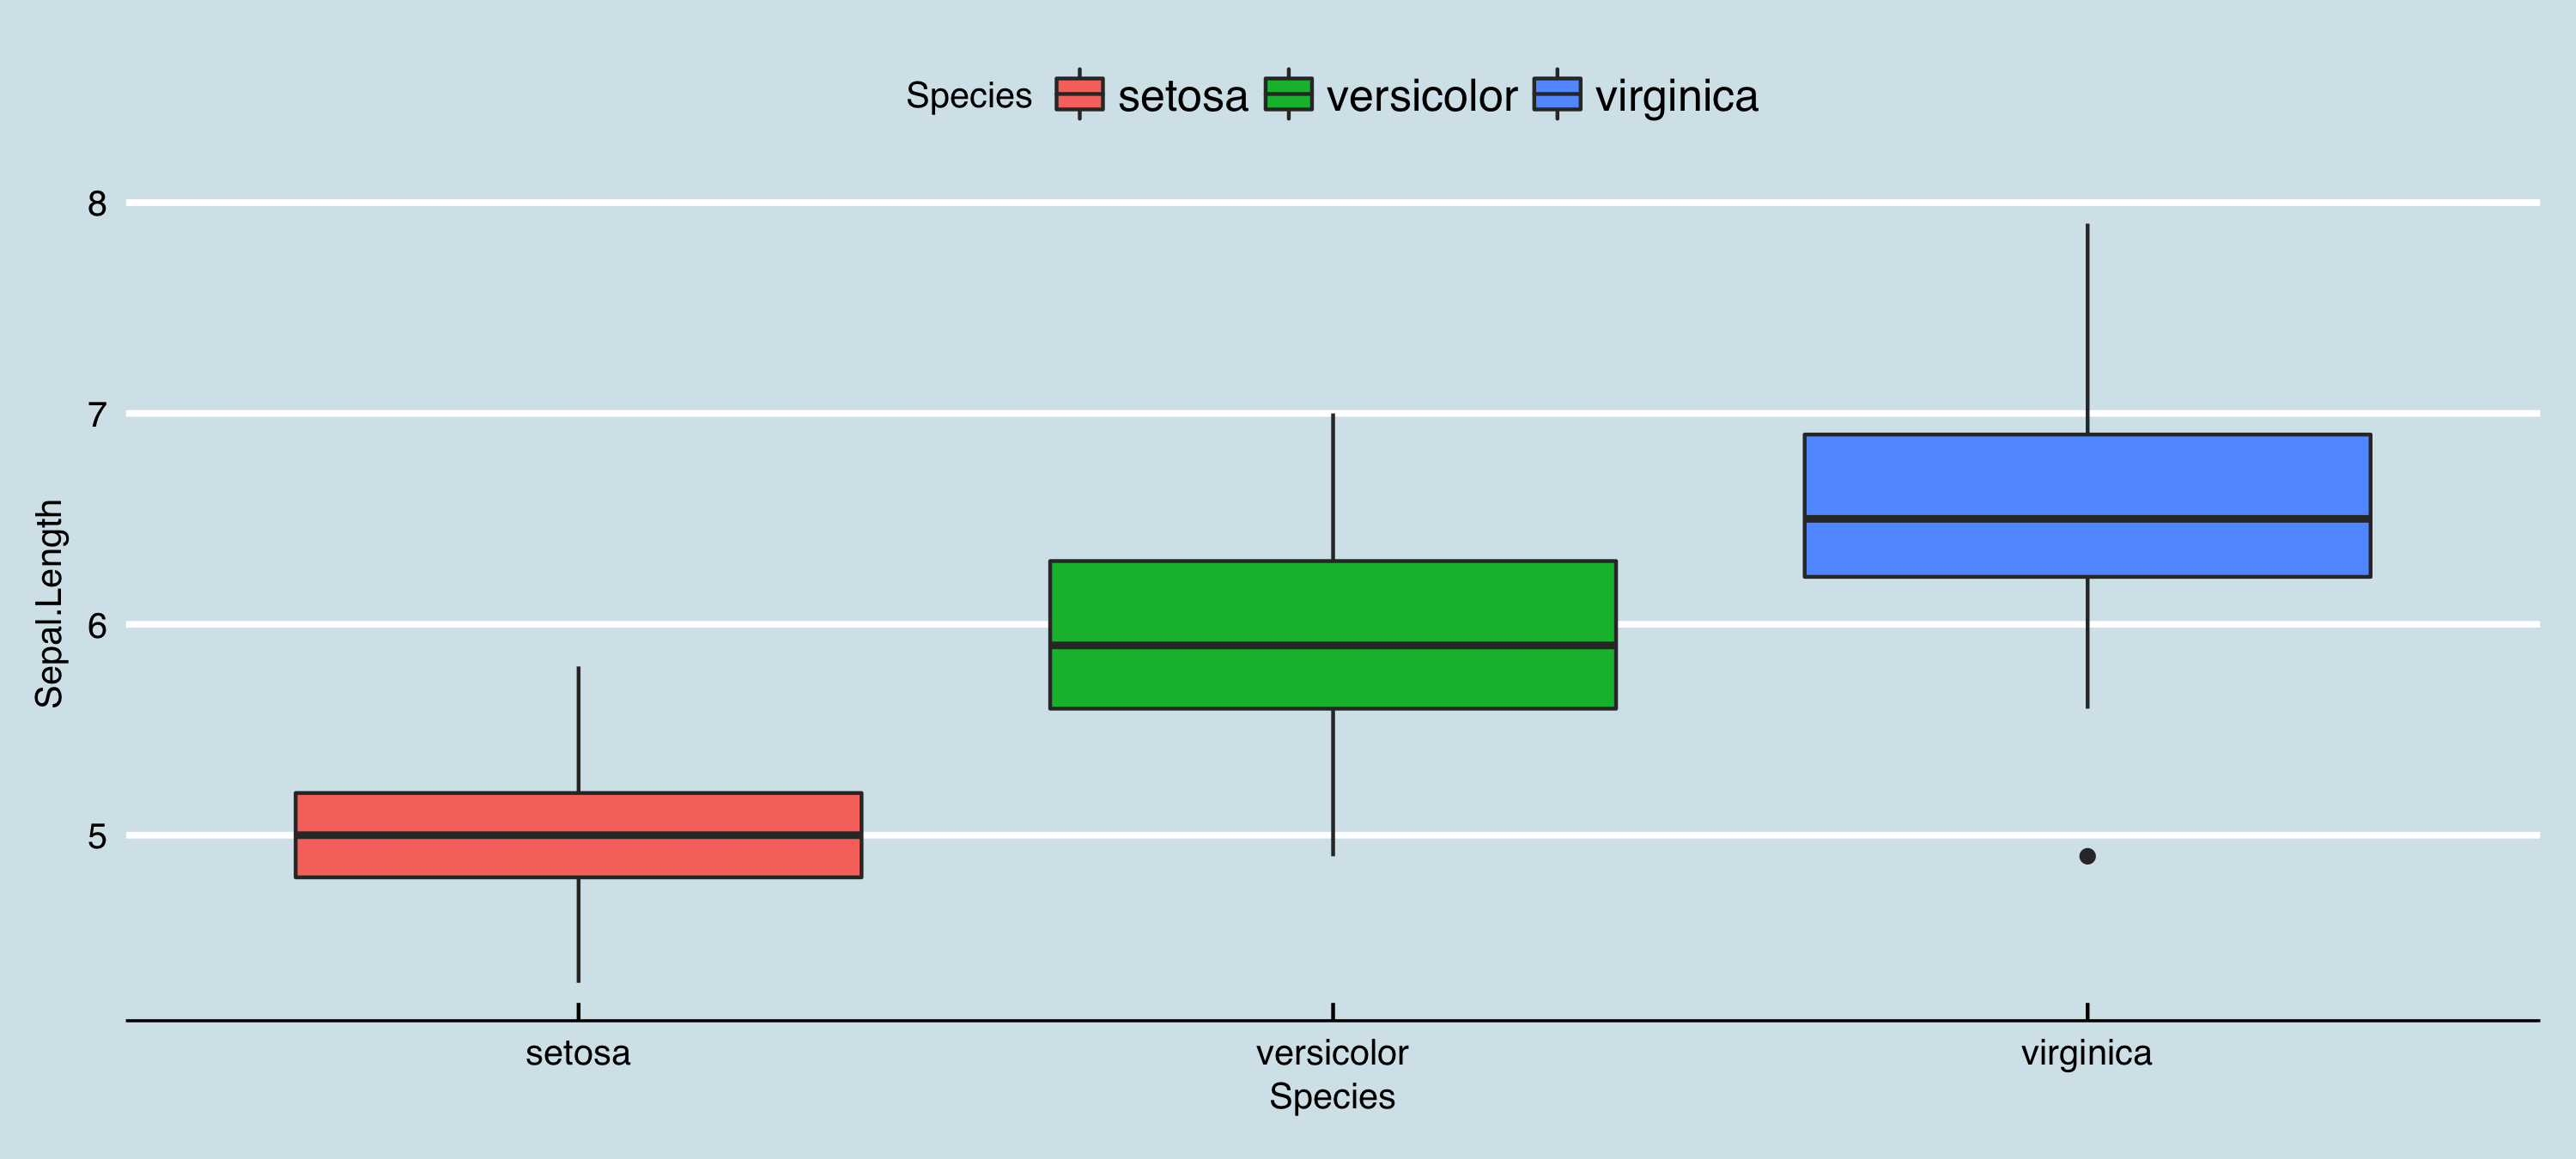 Species setosa versicolor virginica
8
7
6
5
Sepal.Length
setosa versicolor virginica
Species